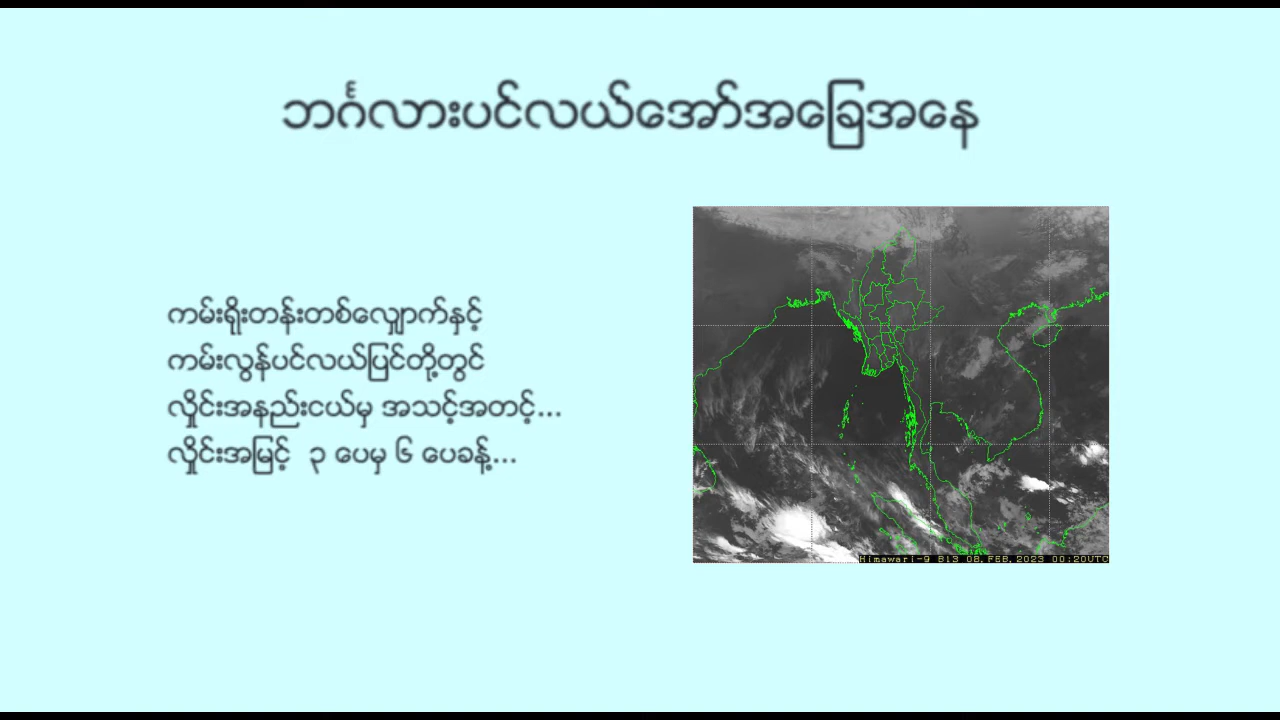 ဘင်္ဂလားပင်လယ်အော်အခြေအနေ
ကမ်းရိုးတန်းတစ်လျှောက်နှင့်
ကမ်းလွန်ပင်လယ်ပြင်တို့တွင်
လှိုင်းအနည်းငယ်မှ အသင့်အတင့်...
လှိုင်းအမြင့် ၃ ပေမှ ၆ ပေခန့်...
Himawari-9 B13 08.FEB.2023 00:20UTC